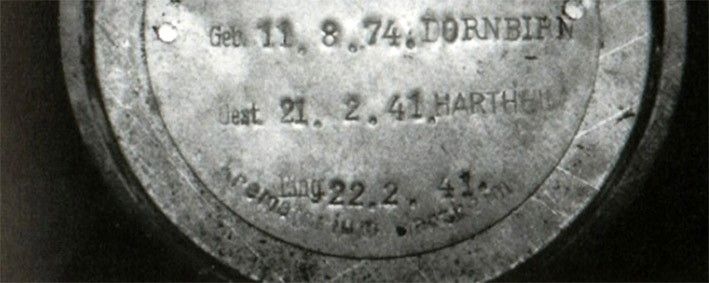 Geb. 11. 8. 74. DORNBIRN
Gest 21. 2. 41. HARTHEIM
22.2. 41.
Krematorium